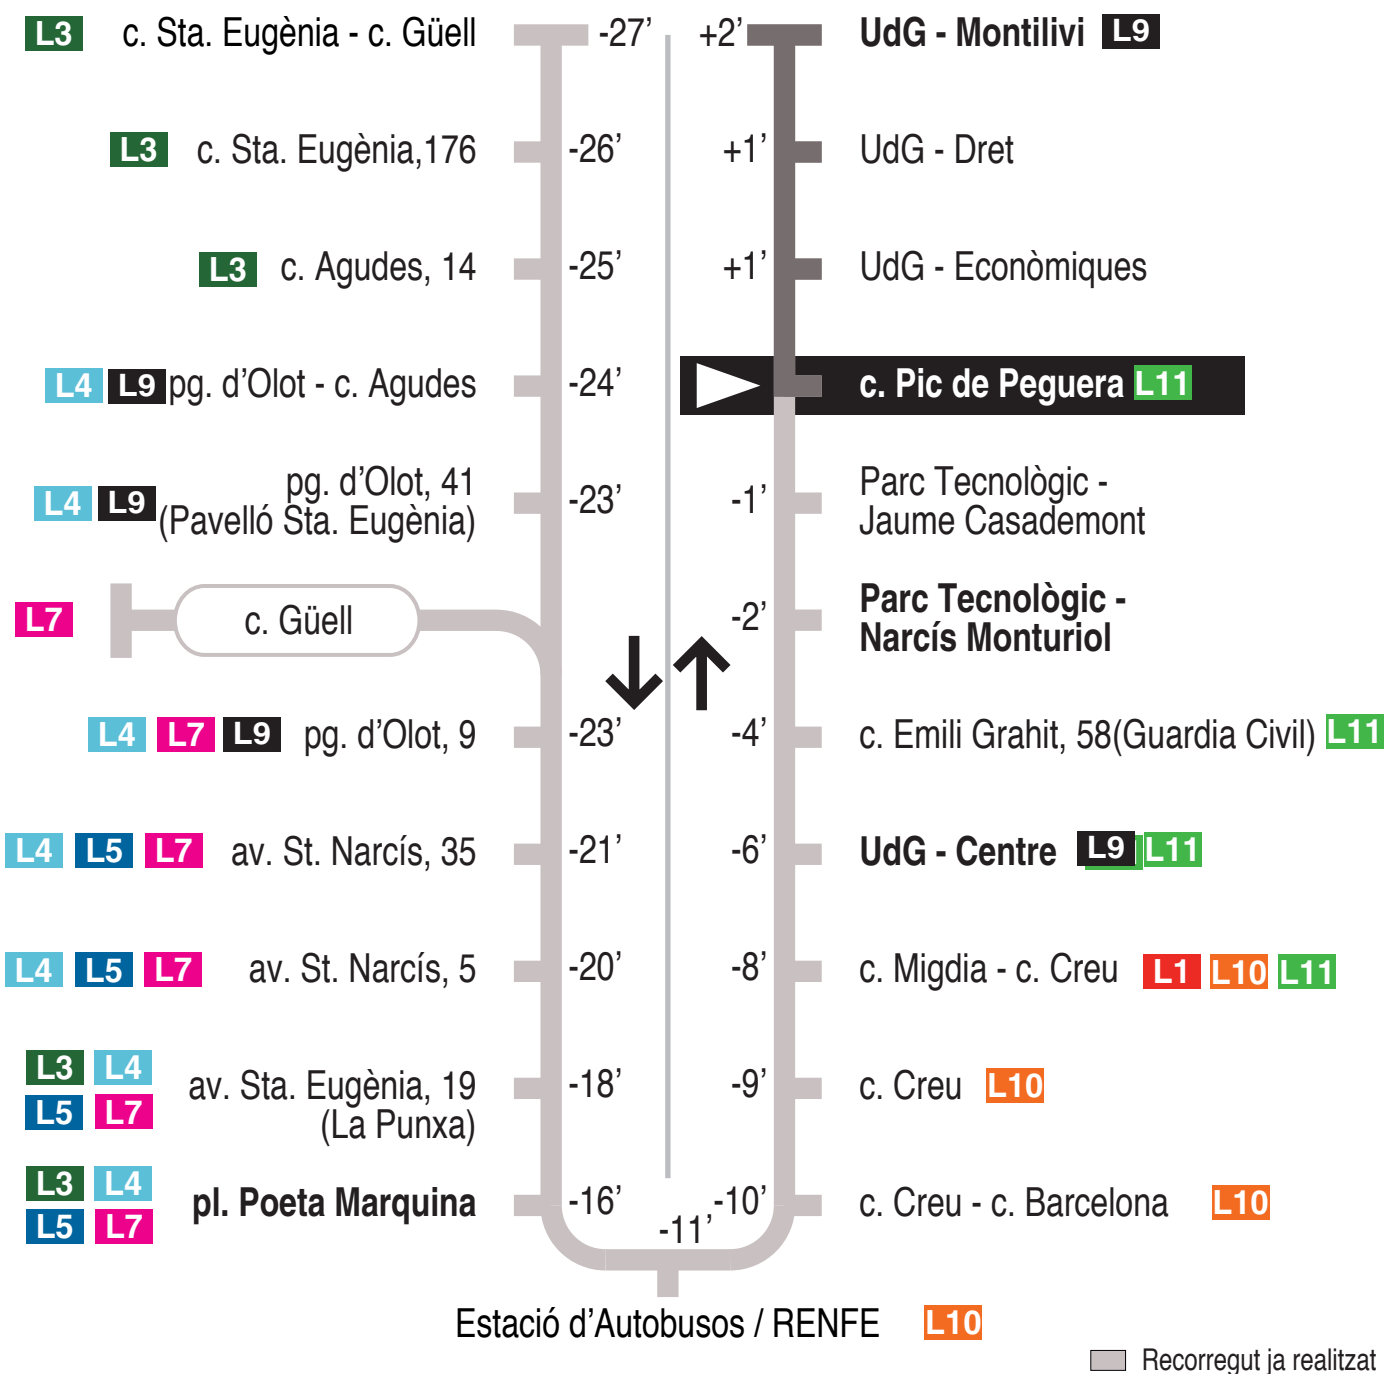 L3 c. Sta. Eugènia - c. Güell -27’ +2’ UdG - Montilivi L9
L3 c. Sta. Eugènia,176 -26’ +1’ UdG - Dret
L3 c. Agudes, 14 -25’ +1’ UdG - Econòmiques
L4 L9 pg. d’Olot - c. Agudes -24’ c. Pic de Peguera L11
pg. d’Olot, 41 Parc Tecnològic -
L4 L9 (Pavelló Sta. Eugènia) -23’ -1’ Jaume Casademont
L7 c. Güell -2’ Parc Tecnològic -
Narcís Monturiol
L4 L7 L9 pg. d’Olot, 9 -23’ -4’ c. Emili Grahit, 58(Guardia Civil) L11
L4 L5 L7 av. St. Narcís, 35 -21’ -6’ UdG - Centre L9 L11
L4 L5 L7 av. St. Narcís, 5 -20’ -8’ c. Migdia - c. Creu L1 L10 L11
L3 L4 av. Sta. Eugènia, 19 -18’ -9’ c. Creu L10
L5 L7 (La Punxa)
L3 L4 pl. Poeta Marquina -16’ -10’ c. Creu - c. Barcelona L10
L5 L7 -11’
Estació d’Autobusos / RENFE L10
Recorregut ja realitzat